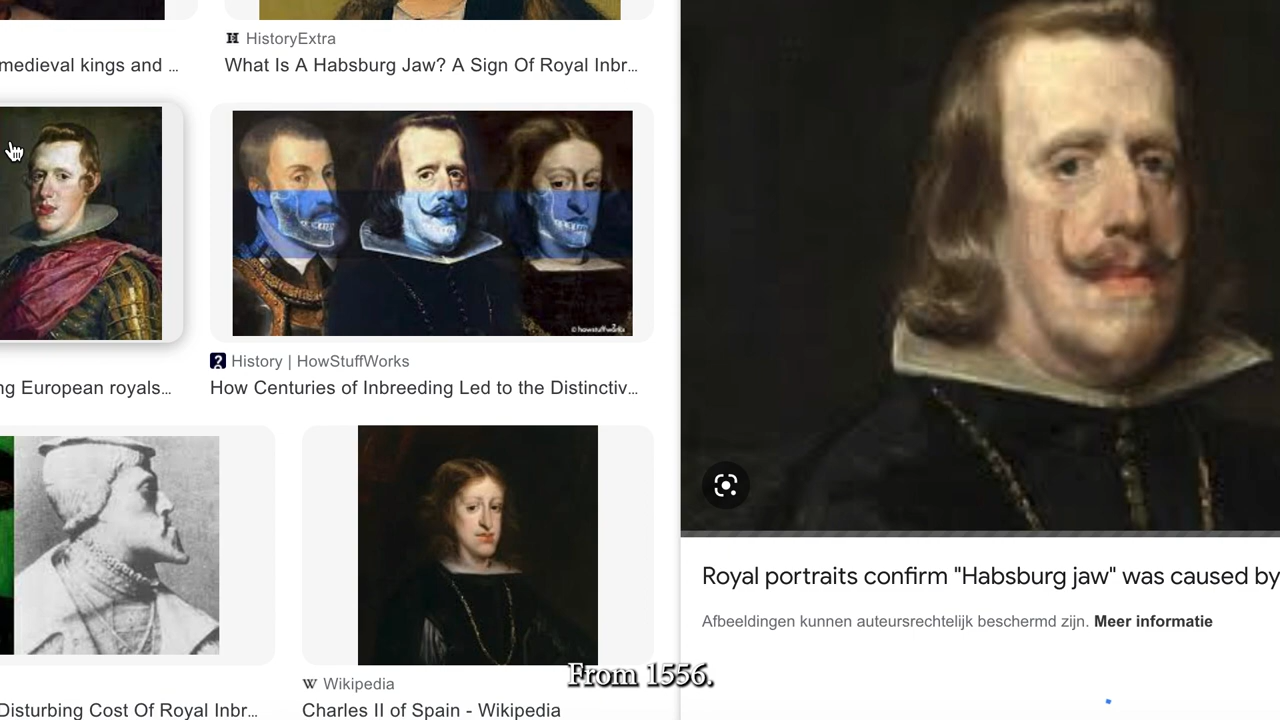 HistoryExtra
medieval kings and ...
What Is A Habsburg Jaw? A Sign Of Royal Inbr...
© howstuffworks
History | HowStuffWorks
ng European royals...
How Centuries of Inbreeding Led to the Distinctiv...
Royal portraits confirm "Habsburg jaw" was caused by
Afbeeldingen kunnen auteursrechtelijk beschermd zijn. Meer informatie
From 1556.
W Wikipedia
Disturbing Cost Of Royal Inbr...
Charles II of Spain - Wikipedia